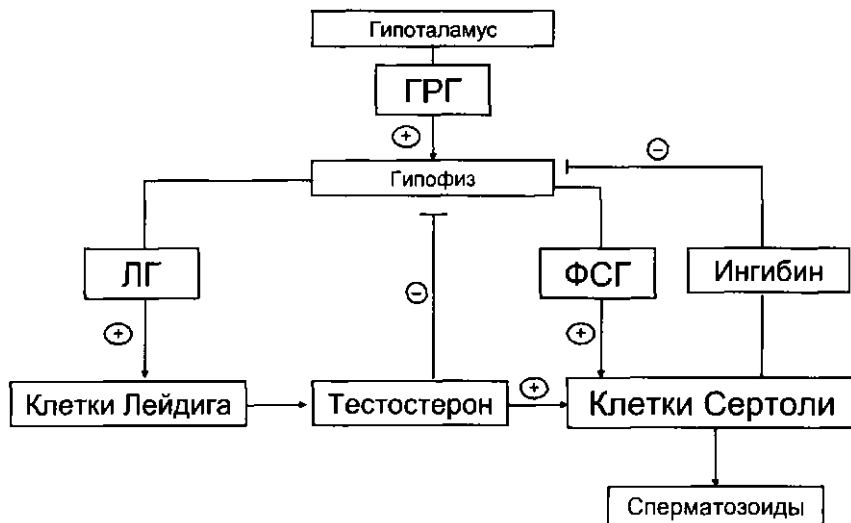 Гипоталамус
ГРГ
+
−
Гипофиз
ЛГ
−
ФСГ
Ингибин
+
+
Клетки Лейдига
Тестостерон
+
Клетки Сертоли
Сперматозоиды